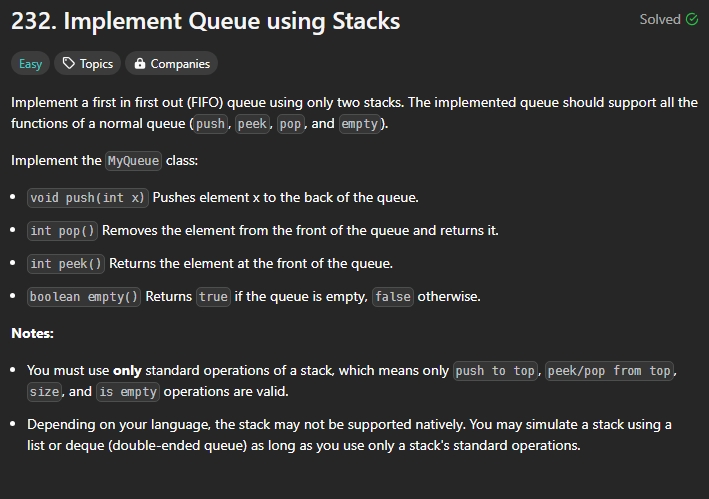 232. Implement Queue using Stacks
Solved
Easy Topics Companies
Implement a first in first out (FIFO) queue using only two stacks. The implemented queue should support all the
functions of a normal queue (push, peek, pop, and empty).
Implement the MyQueue class:
• void push(int x) Pushes element x to the back of the queue.
• int pop() Removes the element from the front of the queue and returns it.
• int peek() Returns the element at the front of the queue.
• boolean empty() Returns true if the queue is empty, false otherwise.
Notes:
• You must use only standard operations of a stack, which means only push to top, peek/pop from top,
size, and is empty operations are valid.
• Depending on your language, the stack may not be supported natively. You may simulate a stack using a
list or deque (double-ended queue) as long as you use only a stack's standard operations.